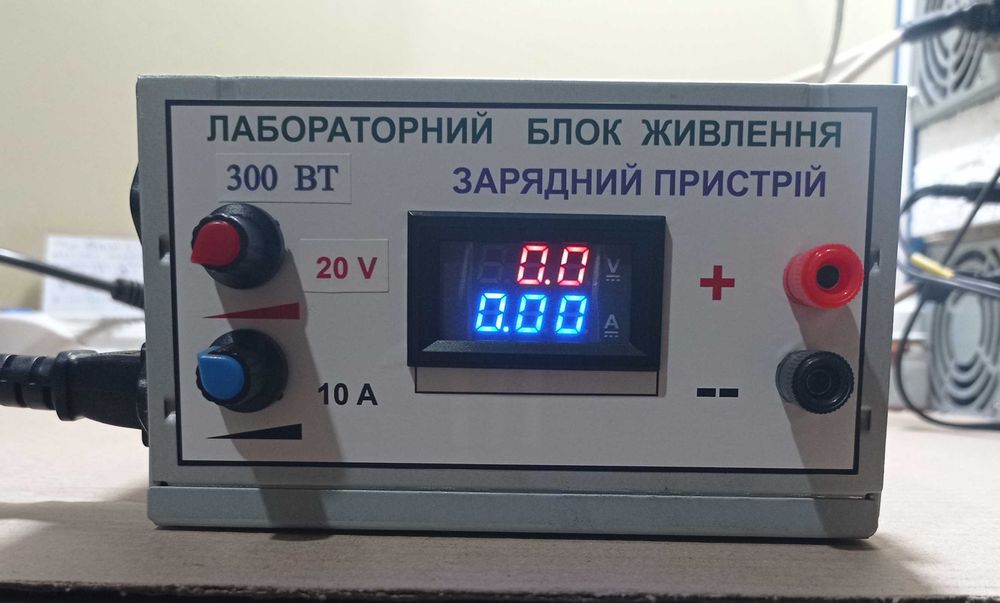 ЛАБОРАТОРНИЙ БЛОК ЖИВЛЕННЯ
300 ВТ
ЗАРЯДНИЙ ПРИСТРІЙ
20 V
0.0 V
0.00 A
10 A
+
--